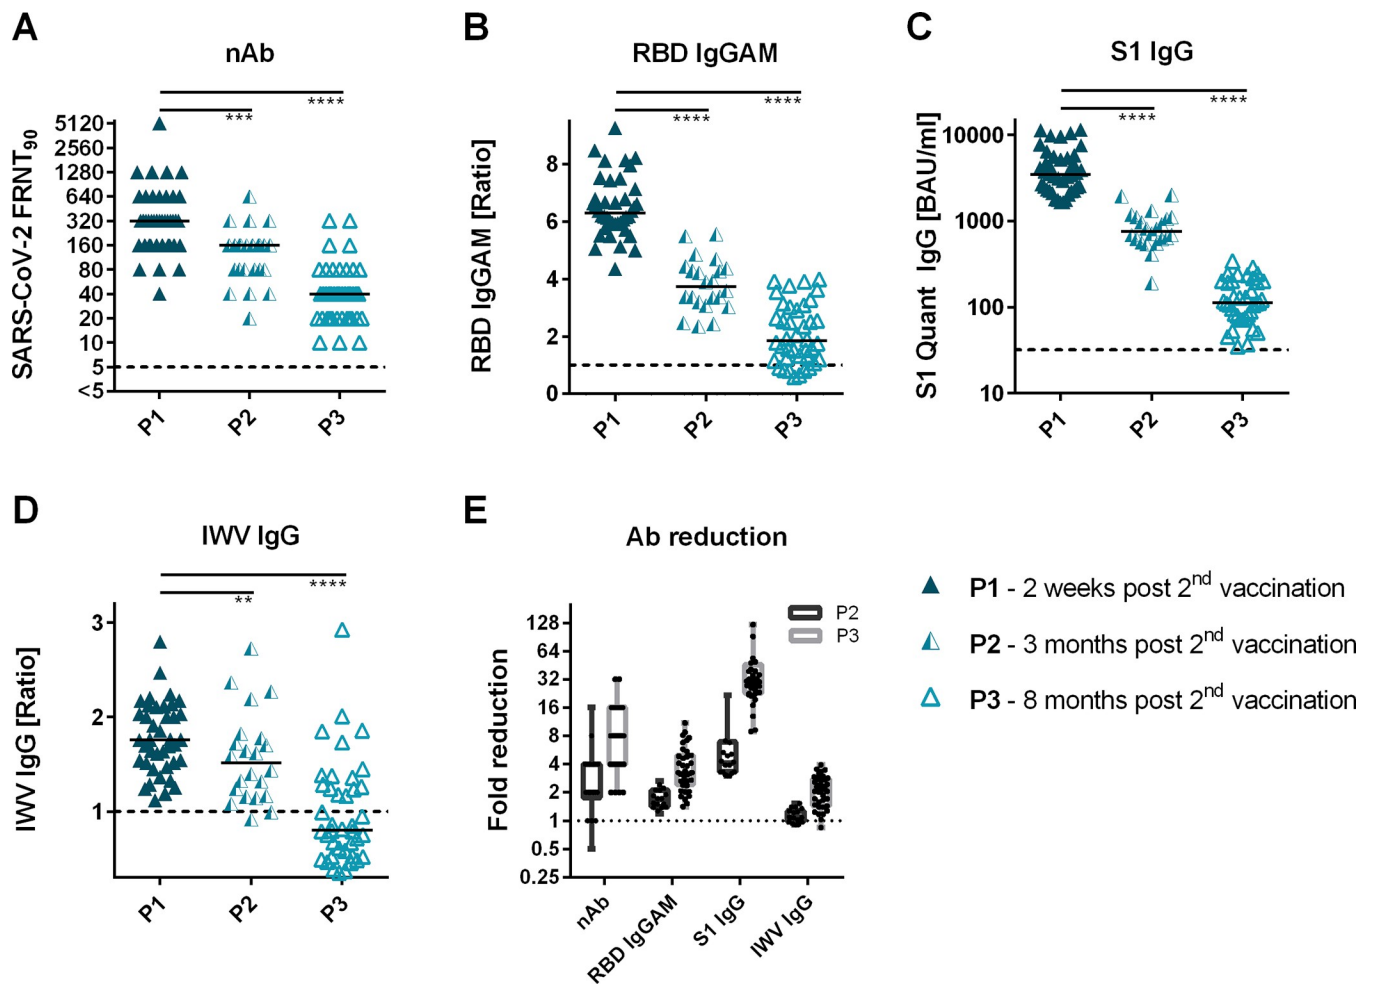 A
nAb
****
***
SARS-CoV-2 FRNT90
5120
2560
1280
640
320
160
80
40
20
10
5
<5
P1
P2
P3
B
RBD IgGAM
****
****
RBD IgGAM [Ratio]
8
6
4
2
0
P1
P2
P3
C
S1 IgG
****
****
S1 Quant IgG [BAU/ml]
10000
1000
100
10
P1
P2
P3
D
IWV IgG
****
**
IWV IgG [Ratio]
3
2
1
P1
P2
P3
E
Ab reduction
P2
P3
Fold reduction
128
64
32
16
8
4
2
1
0.5
0.25
nAb
RBD IgGAM
S1 IgG
IWV IgG
P1 - 2 weeks post 2nd vaccination
P2 - 3 months post 2nd vaccination
P3 - 8 months post 2nd vaccination